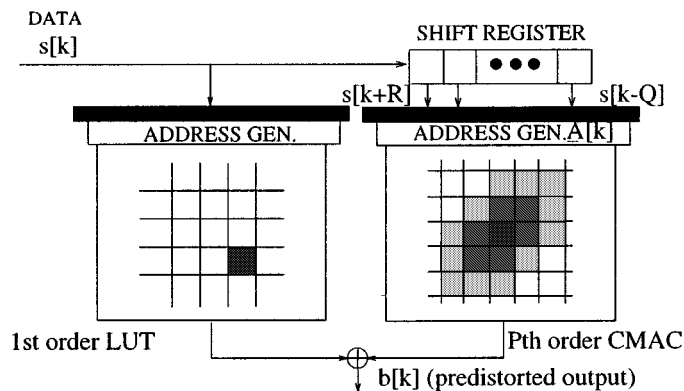 DATA
s[k]
SHIFT REGISTER
s[k+R]
s[k-Q]
ADDRESS GEN.
ADDRESS GEN. A[k]
1st order LUT
Pth order CMAC
b[k] (predistorted output)